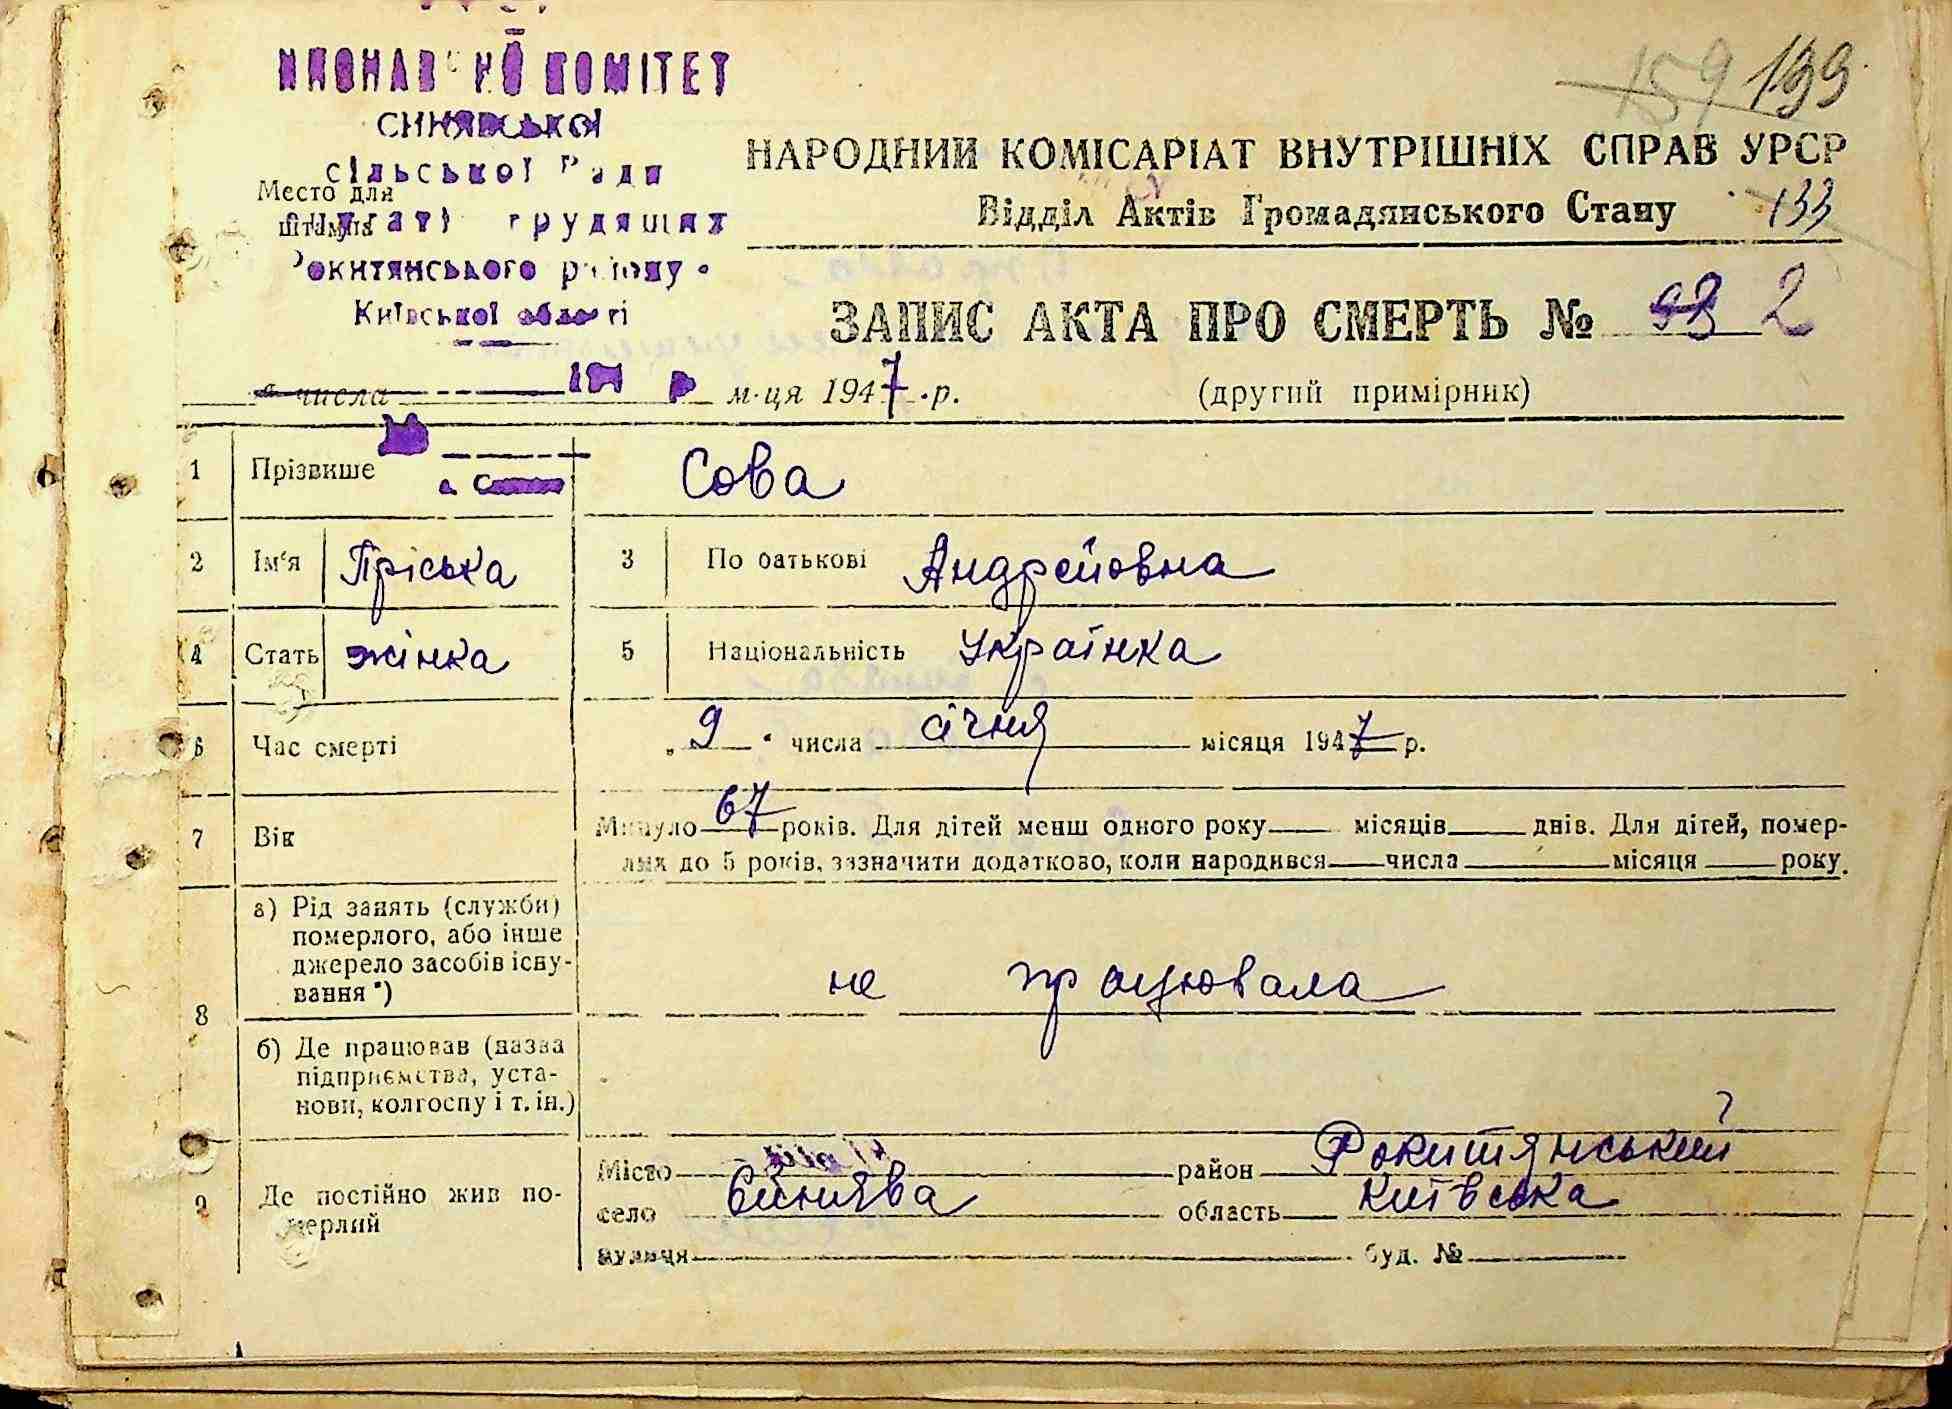 159 199
КОМІТЕТ
СИНЯВСЬКОЇ
сільської Ради
Место для
штампа
трудящих
Рокитянського району
Київської області
НАРОДНИЙ КОМІСАРІАТ ВНУТРІШНІХ СПРАВ УРСР
Відділ Актів Громадянського Стану 133
ЗАПИС АКТА ПРО СМЕРТЬ № 2
числа м-ця 1947 р. (другий примірник)
1 Прізвише Сова
2 Ім'я Пріська 3 По батькові Андрейовна
4 Стать жінка 5 Національність Українка
6 Час смерті „ 9 " числа січня місяця 1947 р.
7 Вік Минуло 67 років. Для дітей менш одного року місяців днів. Для дітей, помер-
лих до 5 років, зазначити додатково, коли народився числа місяця року.
8 а) Рід занять (служби)
померлого, або інше
джерело засобів існу-
вання*) не працювала
б) Де працював (назва
підприємства, уста-
нови, колгоспу і т. ін.)
9 Де постійно жив по-
мерлий
Місто район Рокитянський
село Синява область Київська
вулиця буд. №